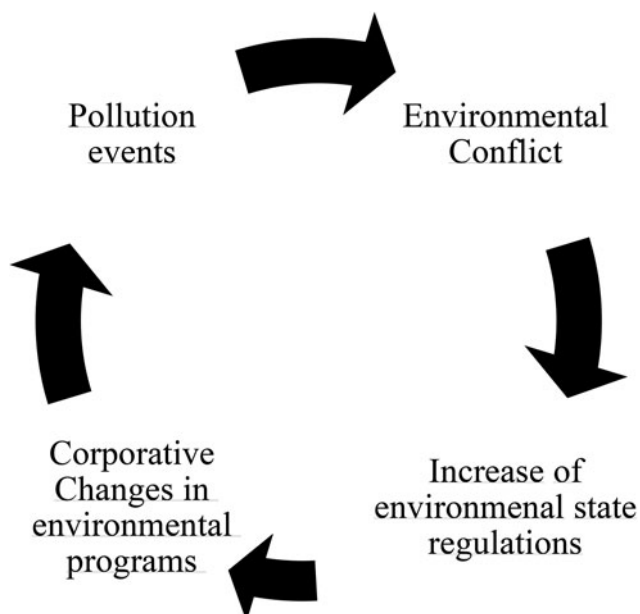 Pollution
events
Environmental
Conflict
Increase of
environmenal state
regulations
Corporative
Changes in
environmental
programs